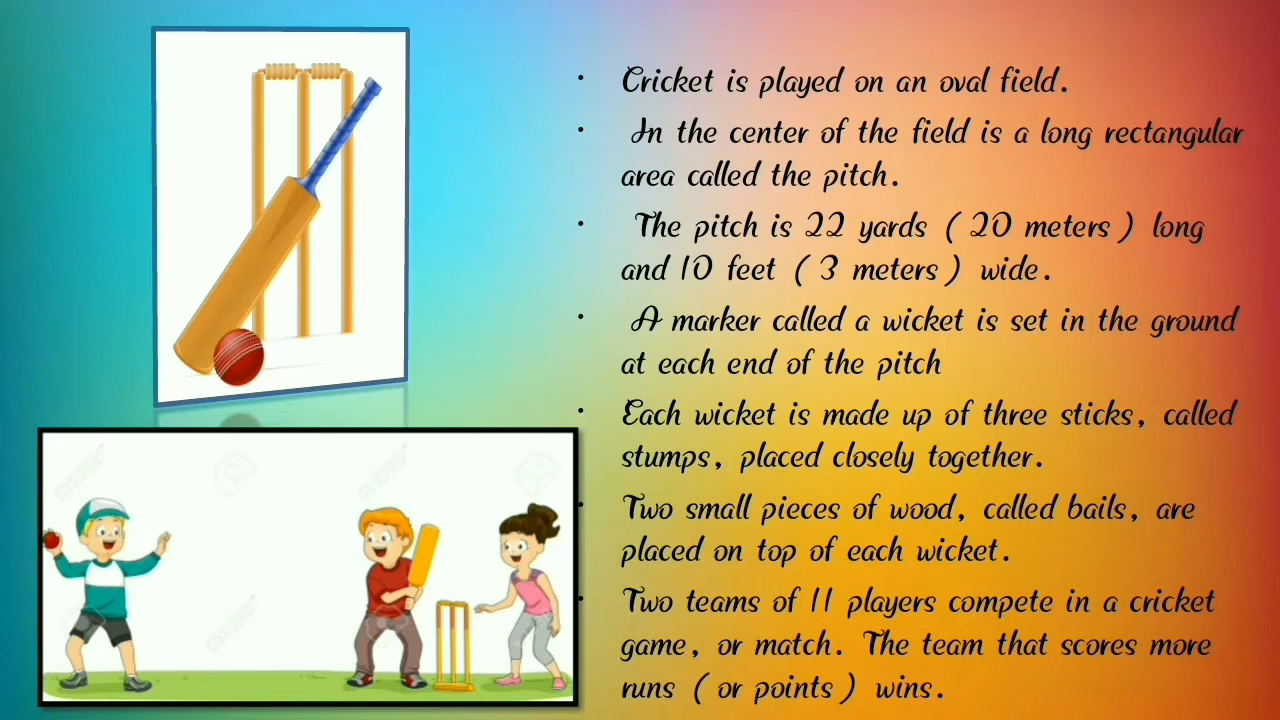 • Cricket is played on an oval field.
• In the center of the field is a long rectangular
area called the pitch.
• The pitch is 22 yards ( 20 meters ) long
and 10 feet ( 3 meters ) wide.
• A marker called a wicket is set in the ground
at each end of the pitch
• Each wicket is made up of three sticks, called
stumps, placed closely together.
• Two small pieces of wood, called bails, are
placed on top of each wicket.
• Two teams of 11 players compete in a cricket
game, or match. The team that scores more
runs ( or points ) wins.